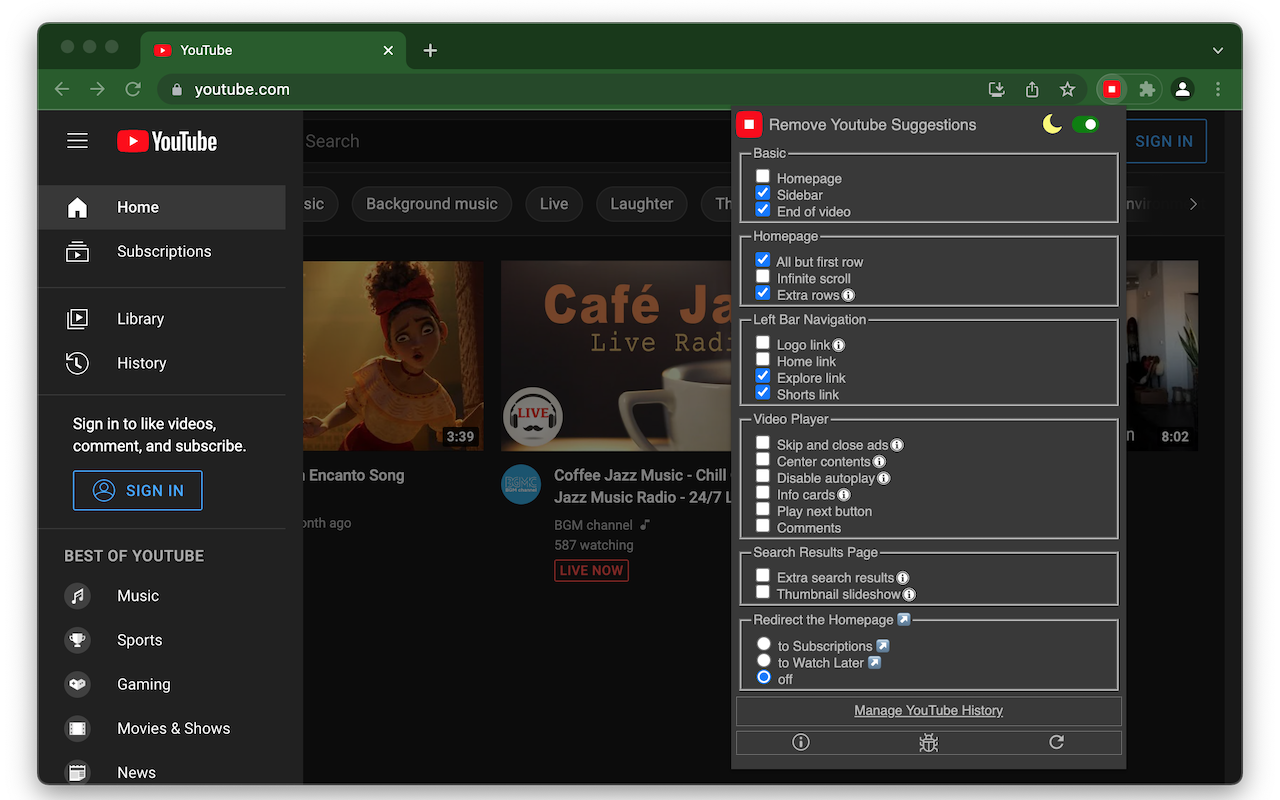 YouTube
youtube.com
YouTube
Search
SIGN IN
Home
Subscriptions
Library
History
Sign in to like videos,
comment, and subscribe.
SIGN IN
BEST OF YOUTUBE
Music
Sports
Gaming
Movies & Shows
News
Background music
Live
Laughter
Café
Live
LIVE
3:39
8:02
Encanto Song
ago
Coffee Jazz Music - Chill
Jazz Music Radio - 24/7
BGM channel
BGM channel
587 watching
LIVE NOW
Remove Youtube Suggestions
Basic
Homepage
Sidebar
End of video
Homepage
All but first row
Infinite scroll
Extra rows
Left Bar Navigation
Logo link
Home link
Explore link
Shorts link
Video Player
Skip and close ads
Center contents
Disable autoplay
Info cards
Play next button
Comments
Search Results Page
Extra search results
Thumbnail slideshow
Redirect the Homepage
to Subscriptions
to Watch Later
off
Manage YouTube History